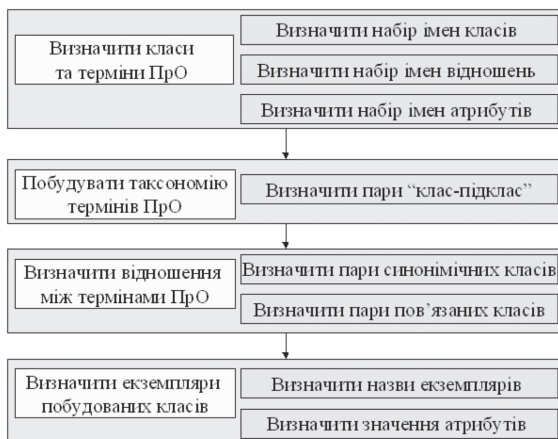 Визначити класи
та терміни ПрО
Визначити набір імен класів
Визначити набір імен відношень
Визначити набір імен атрибутів
Побудувати таксономію
термінів ПрО
Визначити пари “клас-підклас”
Визначити відношення
між термінами ПрО
Визначити пари синонімічних класів
Визначити пари пов’язаних класів
Визначити екземпляри
побудованих класів
Визначити назви екземплярів
Визначити значення атрибутів